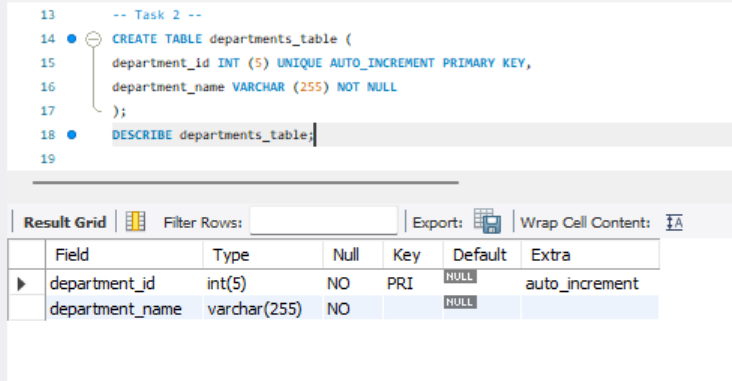 13 -- Task 2 --
14 CREATE TABLE departments_table (
15 department_id INT (5) UNIQUE AUTO_INCREMENT PRIMARY KEY,
16 department_name VARCHAR (255) NOT NULL
17 );
18 DESCRIBE departments_table;
19
Result Grid Filter Rows: Export: Wrap Cell Content: IA
Field Type Null Key Default Extra
department_id int(5) NO PRI NULL auto_increment
department_name varchar(255) NO NULL